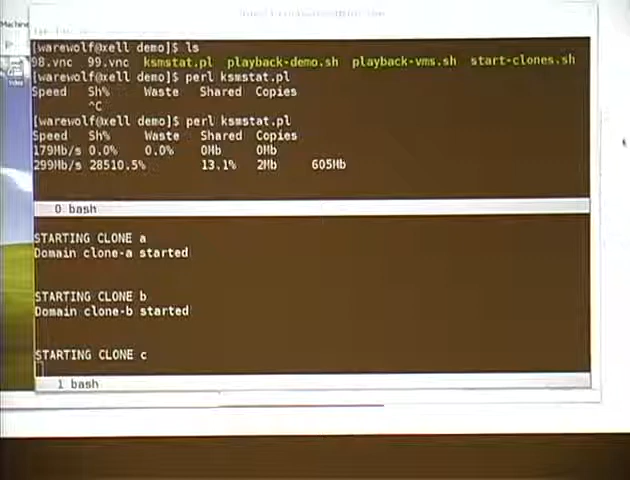 Machine
[warewolf@xell demo]$ ls
98.vnc 99.vnc ksmstat.pl playback-demo.sh playback-vms.sh start-clones.sh
[warewolf@xell demo]$ perl ksmstat.pl
Speed Sh% Waste Shared Copies
^C
[warewolf@xell demo]$ perl ksmstat.pl
Speed Sh% Waste Shared Copies
179Mb/s 0.0% 0.0% 0Mb 0Mb
299Mb/s 28510.5% 13.1% 2Mb 605Mb
0 bash
STARTING CLONE a
Domain clone-a started
STARTING CLONE b
Domain clone-b started
STARTING CLONE c
1 bash